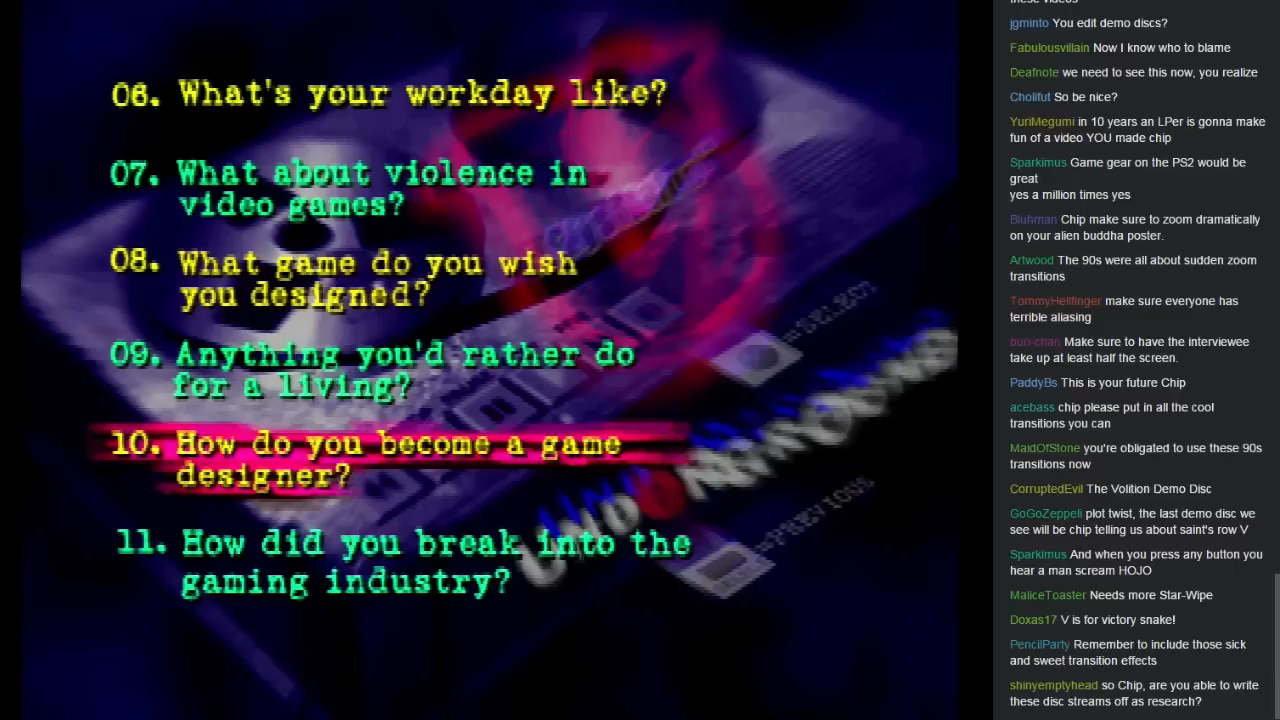 06. What's your workday like?
07. What about violence in
video games?
08. What game do you wish
you designed?
09. Anything you'd rather do
for a living?
10. How do you become a game
designer?
11. How did you break into the
gaming industry?
=SELECT
=PREVIOUS
these videos
jgminto You edit demo discs?
Fabulousvillain Now I know who to blame
Deafnote we need to see this now, you realize
Cholifut So be nice?
YuriMegumi in 10 years an LPer is gonna make
fun of a video YOU made chip
Sparkimus Game gear on the PS2 would be
great
yes a million times yes
Bluhman Chip make sure to zoom dramatically
on your alien buddha poster.
Artwood The 90s were all about sudden zoom
transitions
TommyHellfinger make sure everyone has
terrible aliasing
buri-chan Make sure to have the interviewee
take up at least half the screen.
PaddyBs This is your future Chip
acebass chip please put in all the cool
transitions you can
MaidOfStone you're obligated to use these 90s
transitions now
CorruptedEvil The Volition Demo Disc
GoGoZeppeli plot twist, the last demo disc we
see will be chip telling us about saint's row V
Sparkimus And when you press any button you
hear a man scream HOJO
MaliceToaster Needs more Star-Wipe
Doxas17 V is for victory snake!
PencilParty Remember to include those sick
and sweet transition effects
shinyemptyhead so Chip, are you able to write
these disc streams off as research?